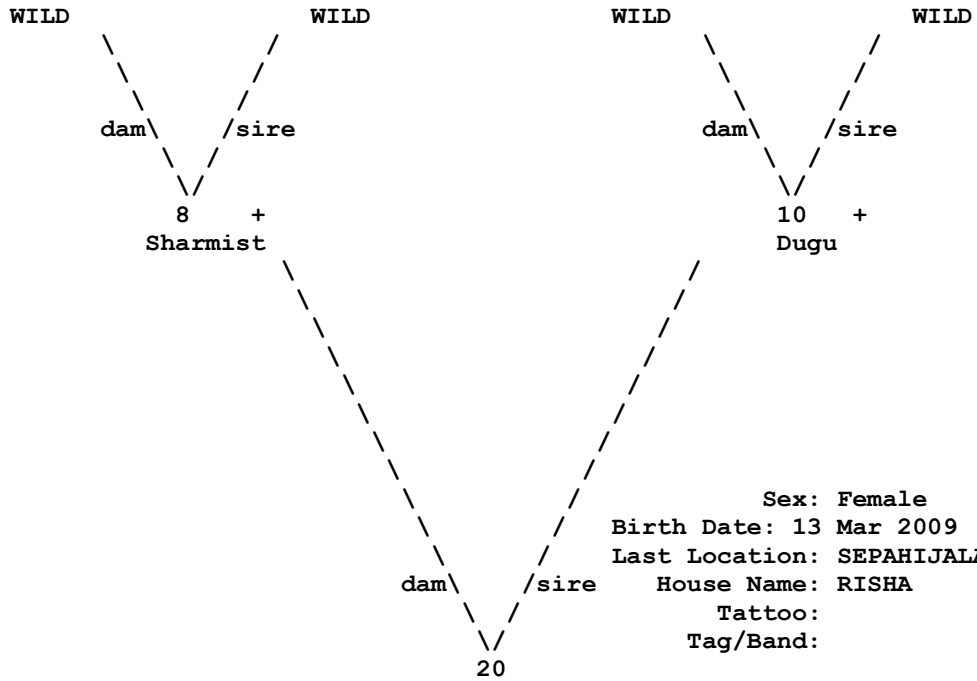 WILD WILD WILD WILD
dam sire dam sire
8 + 10 +
Sharmist Dugu
Sex: Female
Birth Date: 13 Mar 2009
Last Location: SEPAHIJALA
dam sire House Name: RISHA
Tattoo:
Tag/Band:
20